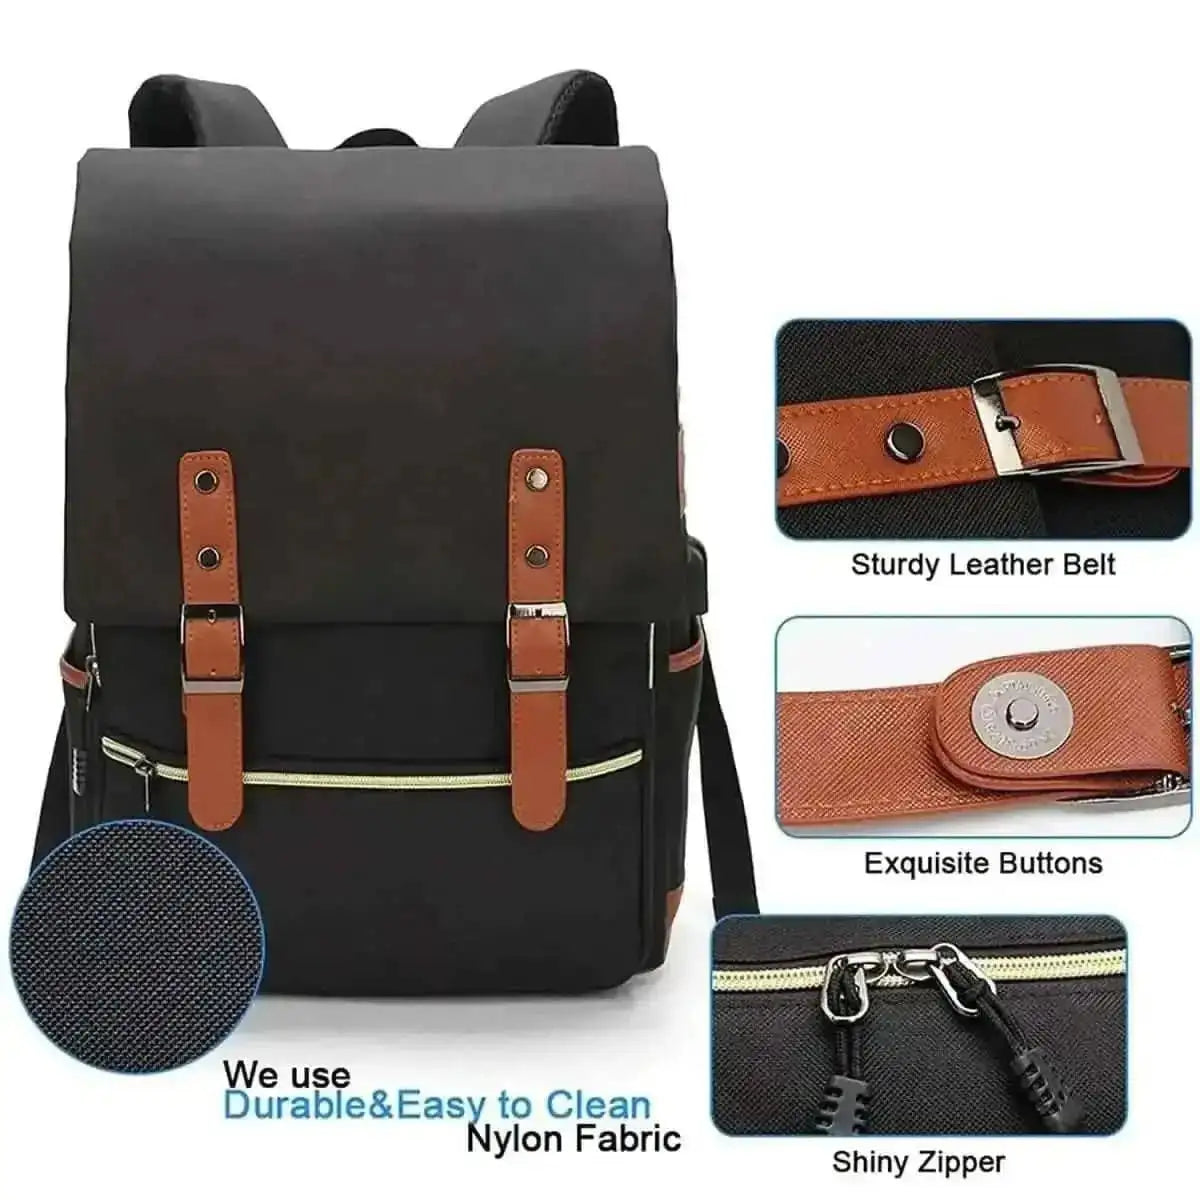 Sturdy Leather Belt
Exquisite Buttons
We use
Durable&Easy to Clean
Nylon Fabric
Shiny Zipper